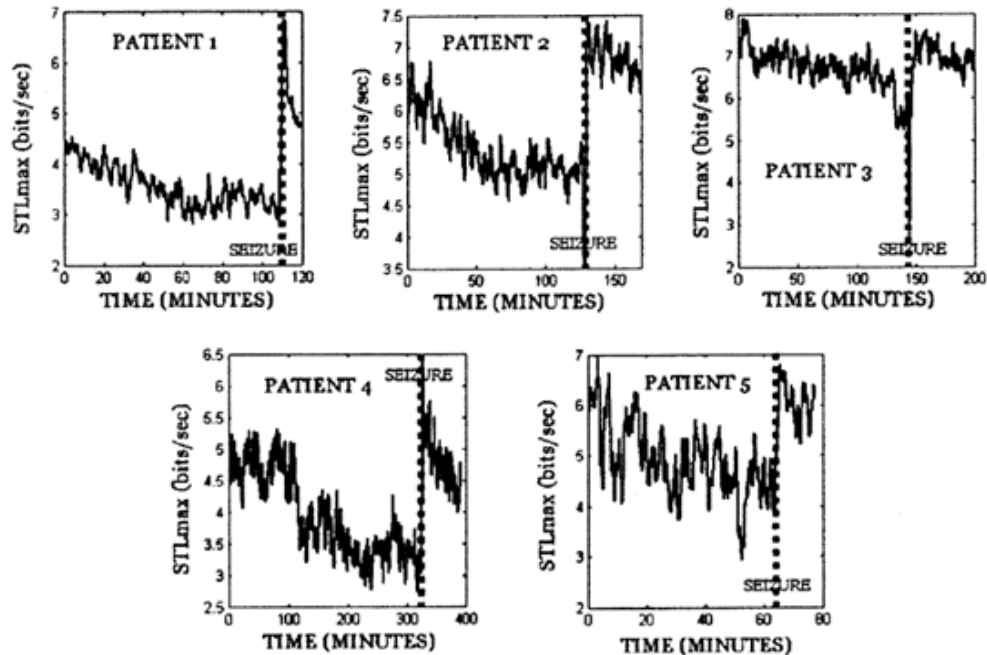 PATIENT 1
STLmax (bits/sec)
7
6
5
4
3
2
SEIZURE
0 20 40 60 80 100 120
TIME (MINUTES)
PATIENT 2
STLmax (bits/sec)
7.5
7
6.5
6
5.5
5
4.5
4
3.5
SEIZURE
0 50 100 150
TIME (MINUTES)
PATIENT 3
STLmax (bits/sec)
8
7
6
5
4
3
2
SEIZURE
0 50 100 150 200
TIME (MINUTES)
PATIENT 4
STLmax (bits/sec)
6.5
6
5.5
5
4.5
4
3.5
3
2.5
SEIZURE
0 100 200 300 400
TIME (MINUTES)
PATIENT 5
STLmax (bits/sec)
7
6
5
4
3
2
SEIZURE
0 20 40 60 80
TIME (MINUTES)